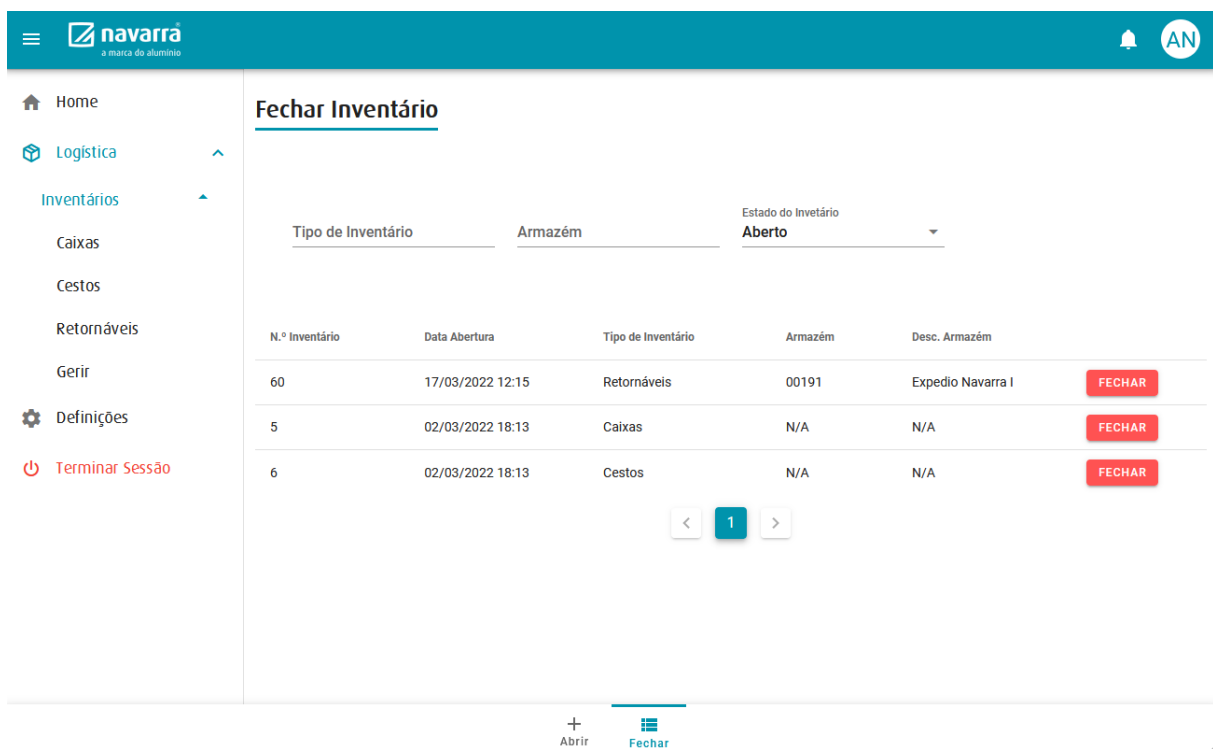 navarra
a marca do alumínio
AN
Home
Logística
Inventários
Caixas
Cestos
Retornáveis
Gerir
Definições
Terminar Sessão
Fechar Inventário
Tipo de Inventário Armazém Estado do Invetário
Aberto
N.º Inventário Data Abertura Tipo de Inventário Armazém Desc. Armazém
60 17/03/2022 12:15 Retornáveis 00191 Expedio Navarra I FECHAR
5 02/03/2022 18:13 Caixas N/A N/A FECHAR
6 02/03/2022 18:13 Cestos N/A N/A FECHAR
< 1 >
Abrir Fechar